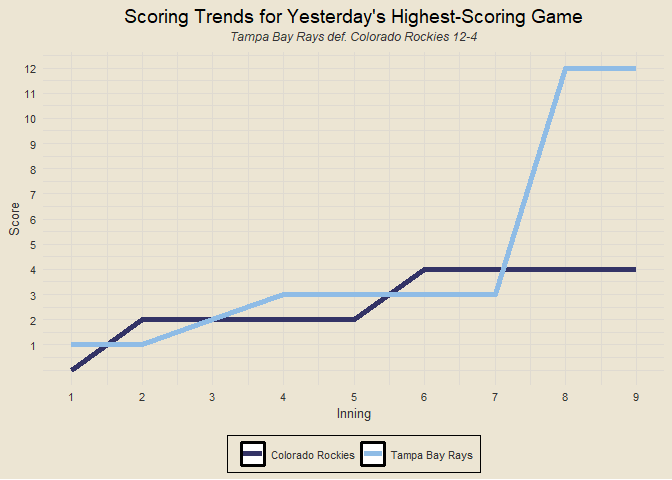 Scoring Trends for Yesterday's Highest-Scoring Game
Tampa Bay Rays def. Colorado Rockies 12-4
12
11
10
9
8
7
6
5
4
3
2
1
Score
1 2 3 4 5 6 7 8 9
Inning
Colorado Rockies Tampa Bay Rays